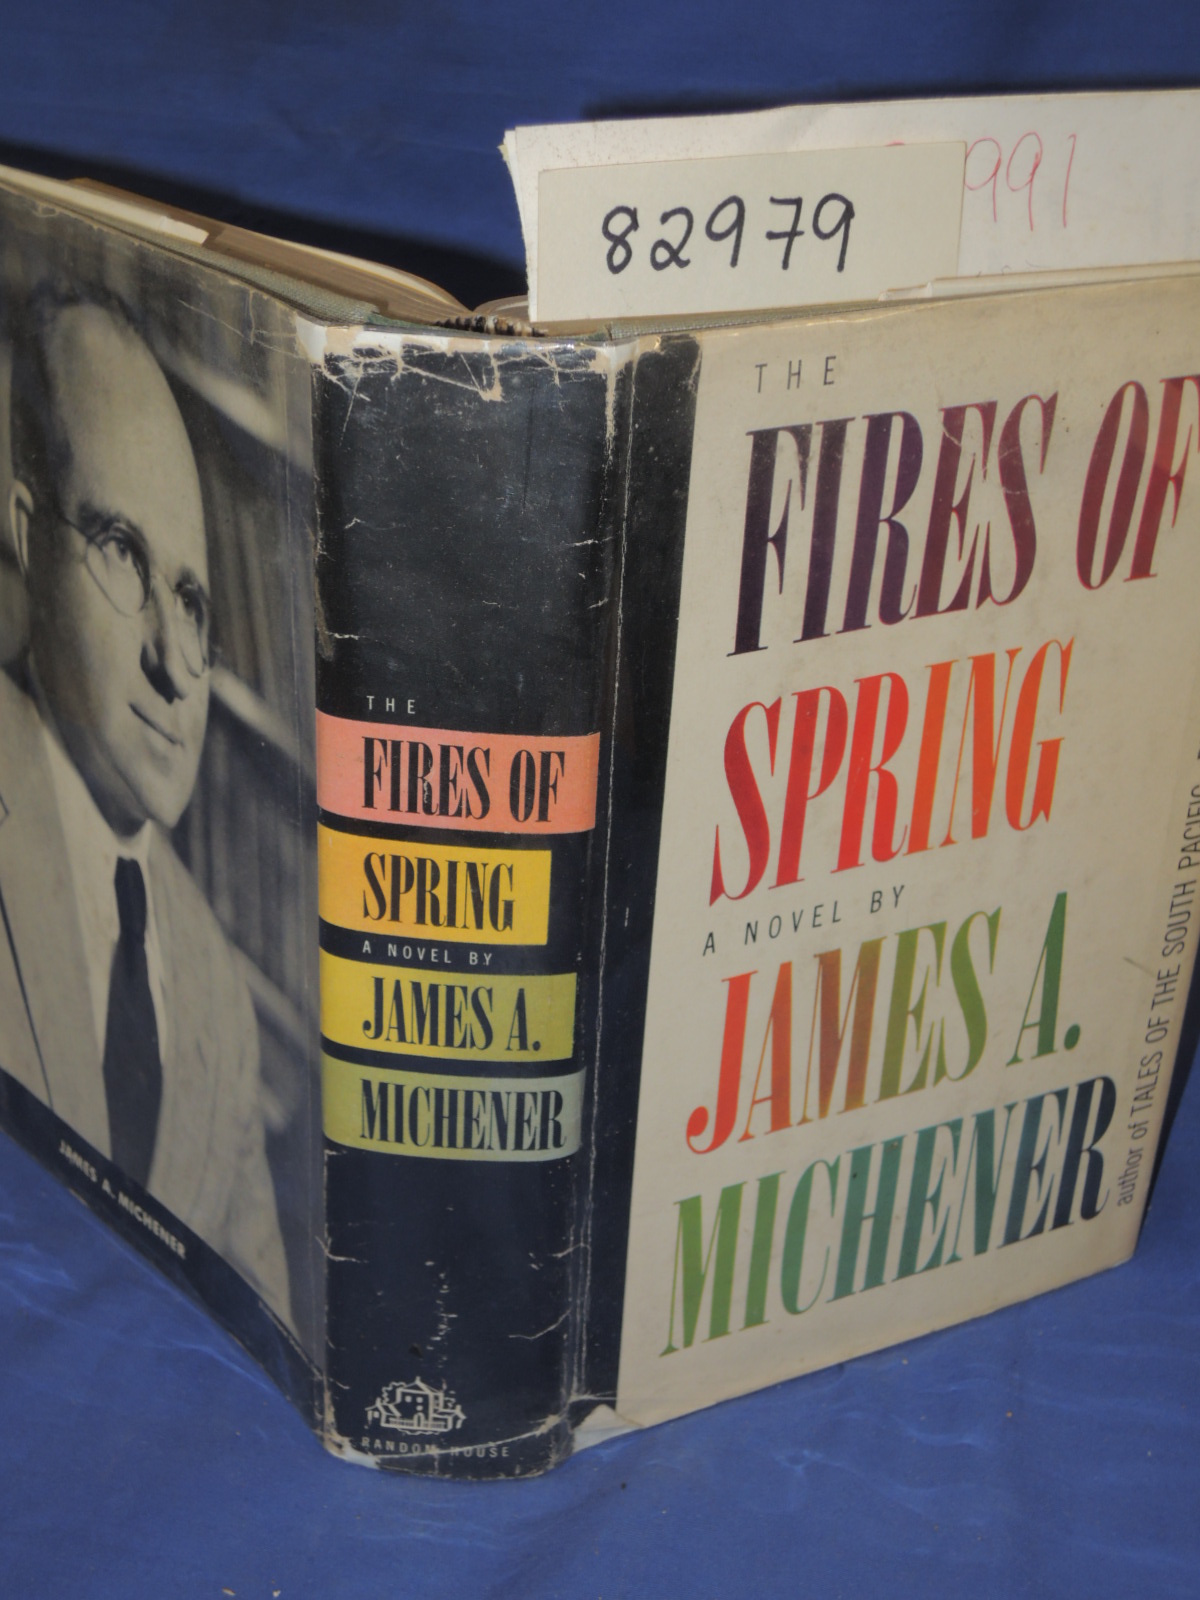 991
82979
THE
FIRES OF
SPRING
A NOVEL BY
JAMES A.
MICHENER
author of TALES OF THE SOUTH PACIFIC
THE
FIRES OF
SPRING
A NOVEL BY
JAMES A.
MICHENER
RANDOM HOUSE
JAMES A. MICHENER